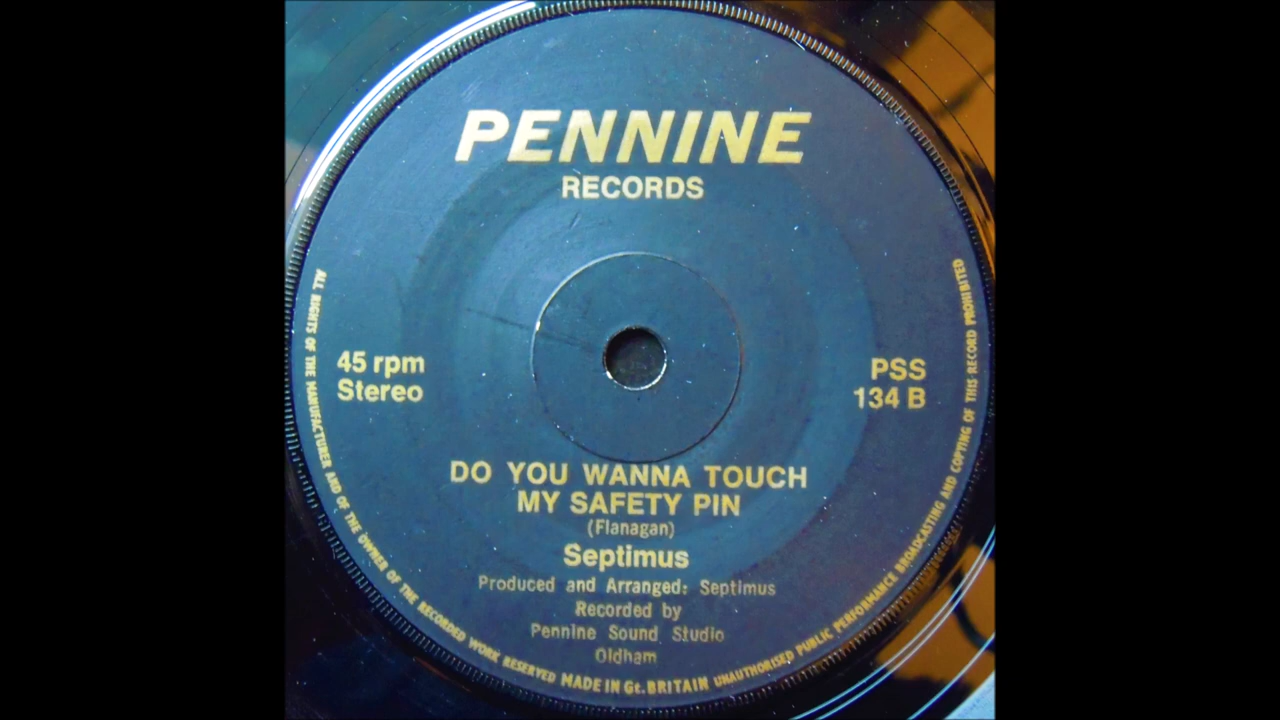 PENNINE
RECORDS
45 rpm
Stereo
PSS
134 B
DO YOU WANNA TOUCH
MY SAFETY PIN
(Flanagan)
Septimus
Produced and Arranged: Septimus
Recorded by
Pennine Sound Studio
Oldham
ALL RIGHTS OF THE MANUFACTURER AND OF THE OWNER OF THE RECORDED WORK RESERVED MADE IN Gt. BRITAIN UNAUTHORISED PUBLIC PERFORMANCE BROADCASTING AND COPYING OF THIS RECORD PROHIBITED